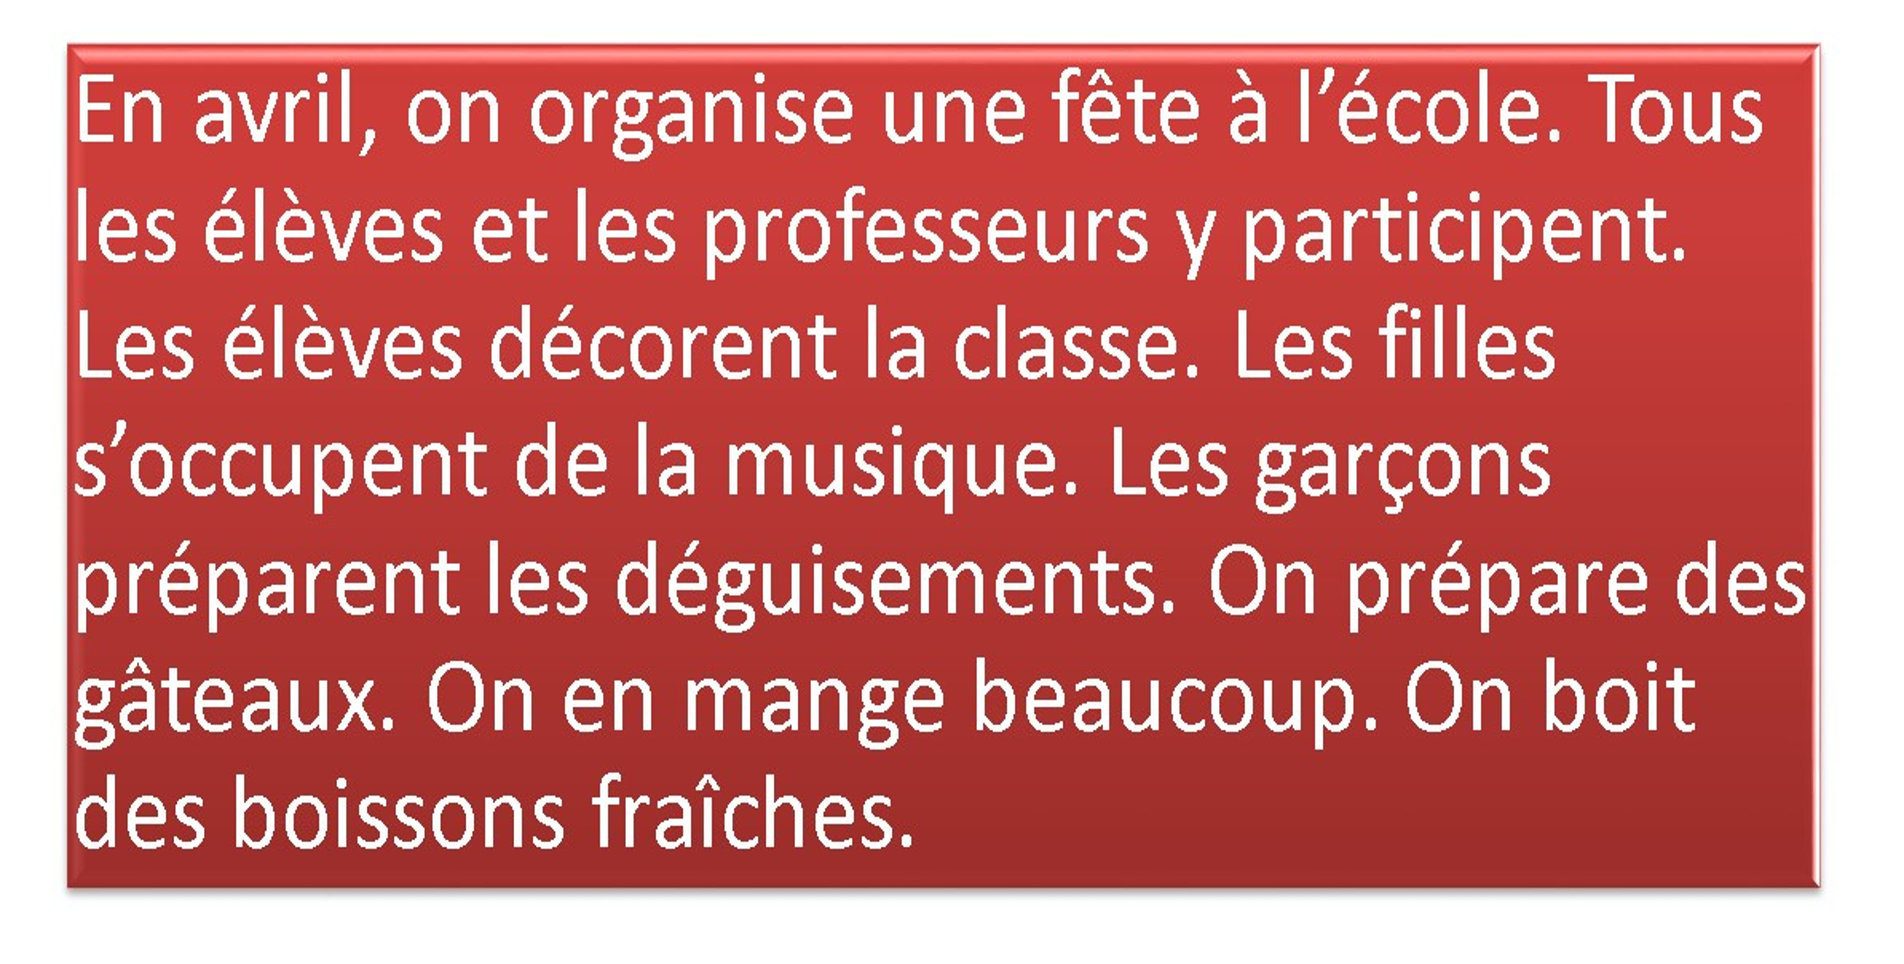 En avril, on organise une fête à l’école. Tous
les élèves et les professeurs y participent.
Les élèves décorent la classe. Les filles
s’occupent de la musique. Les garçons
préparent les déguisements. On prépare des
gâteaux. On en mange beaucoup. On boit
des boissons fraîches.